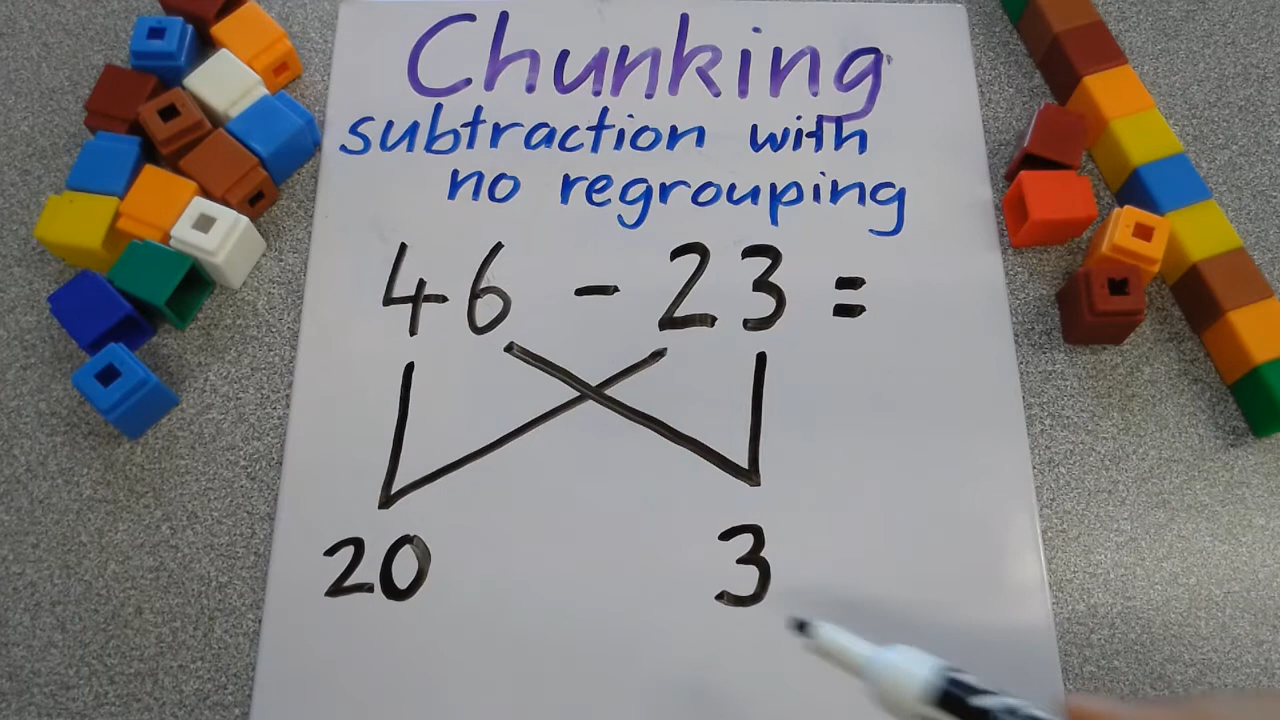 Chunking
subtraction with
no regrouping
46 - 23 =
20 3